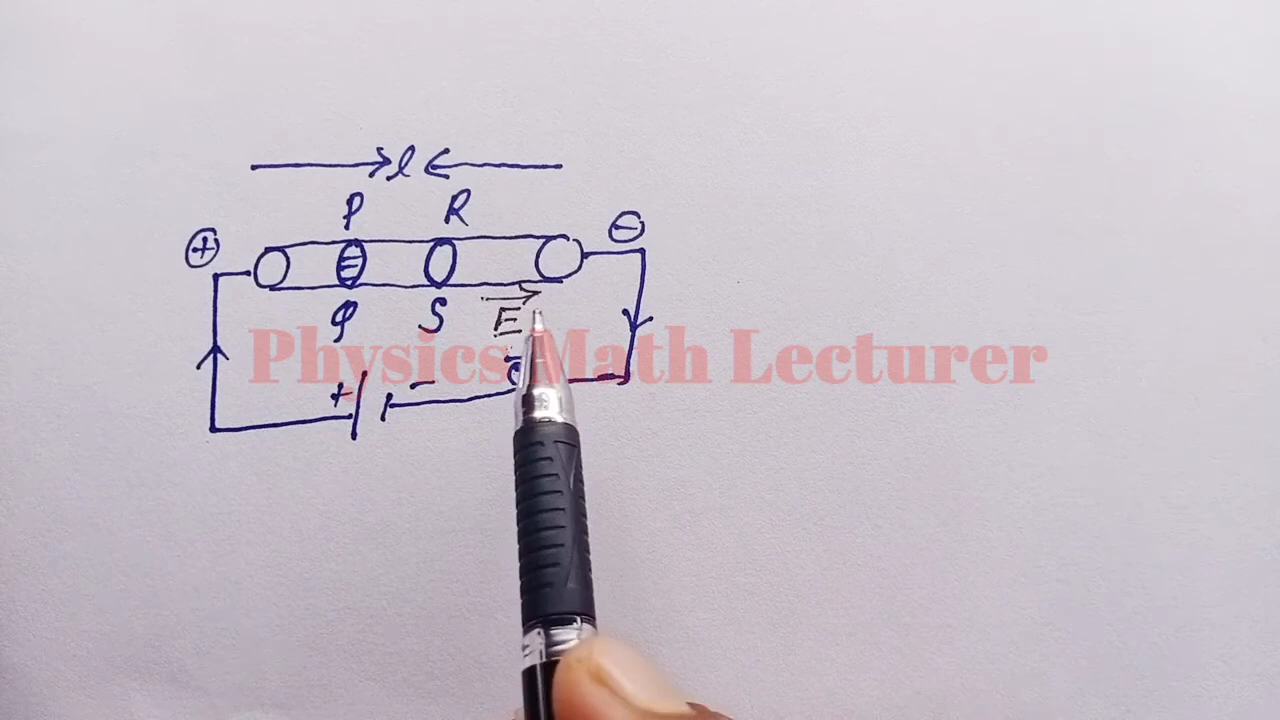 l
P R
+ −
Q S
E
Physics Math Lecturer
+ −